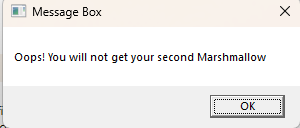 Message Box
Oops! You will not get your second Marshmallow
OK